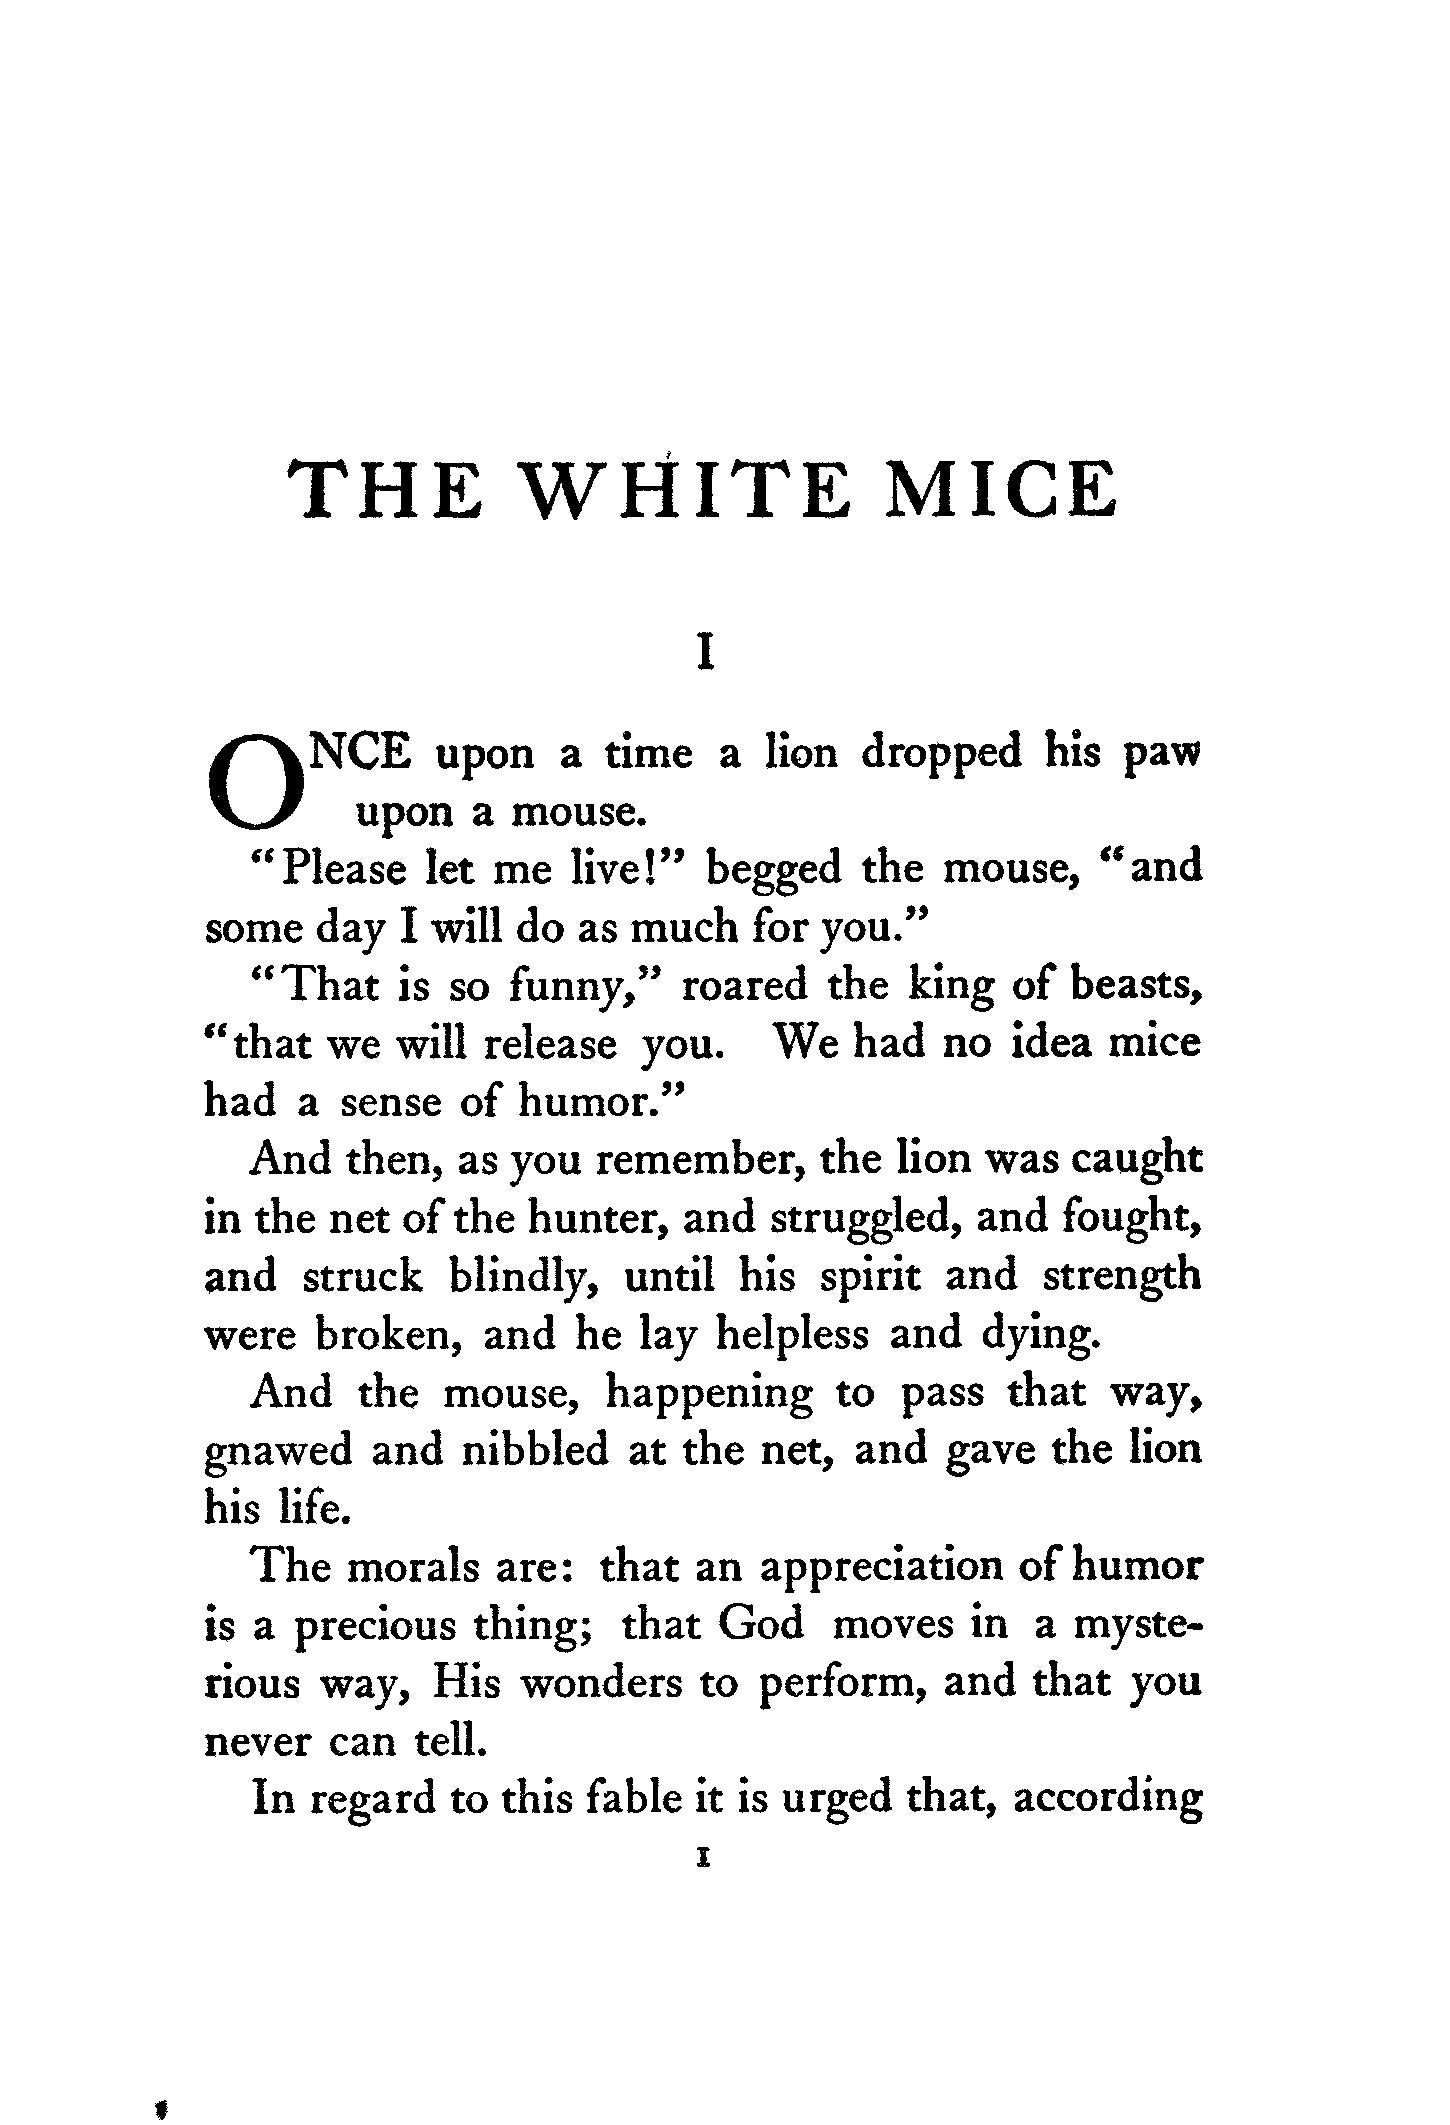 THE WHITE MICE
I
ONCE upon a time a lion dropped his paw
upon a mouse.
“Please let me live!” begged the mouse, “and
some day I will do as much for you.”
“That is so funny,” roared the king of beasts,
“that we will release you. We had no idea mice
had a sense of humor.”
And then, as you remember, the lion was caught
in the net of the hunter, and struggled, and fought,
and struck blindly, until his spirit and strength
were broken, and he lay helpless and dying.
And the mouse, happening to pass that way,
gnawed and nibbled at the net, and gave the lion
his life.
The morals are: that an appreciation of humor
is a precious thing; that God moves in a myste-
rious way, His wonders to perform, and that you
never can tell.
In regard to this fable it is urged that, according
1